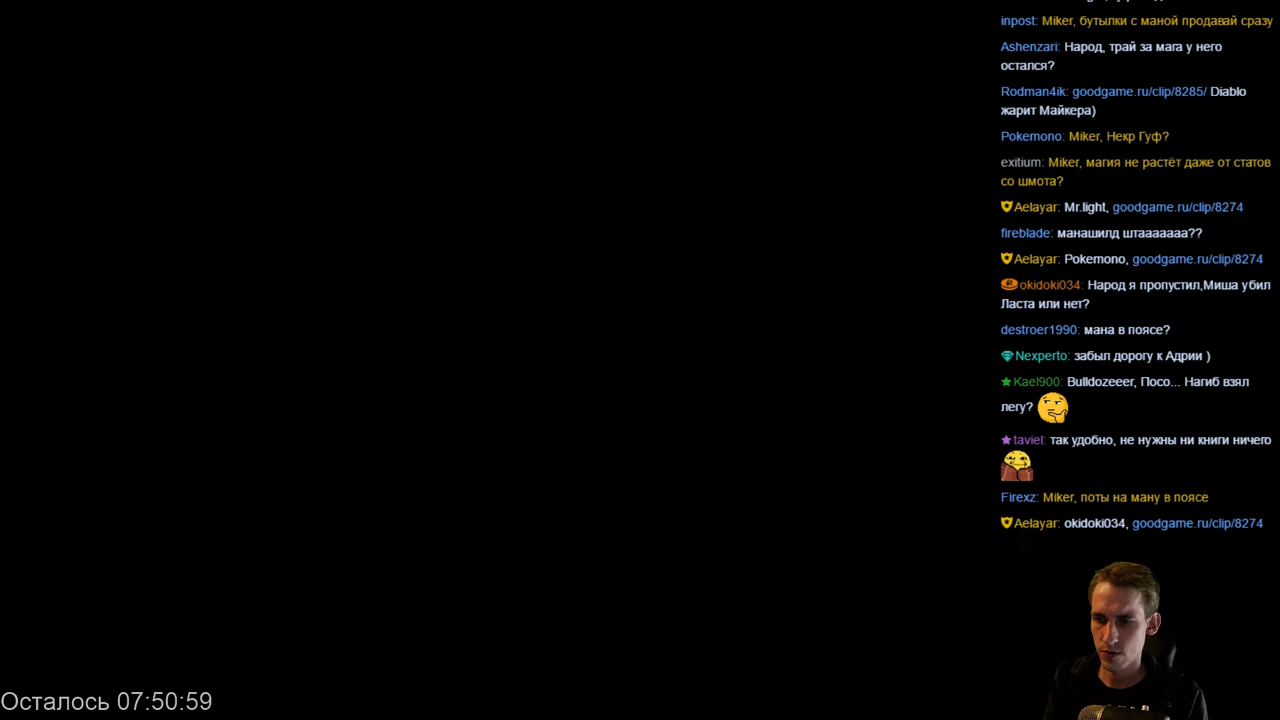 inpost: Miker, бутылки с маной продавай сразу
Ashenzari: Народ, трай за мага у него
остался?
Rodman4ik: goodgame.ru/clip/8285/ Diablo
жарит Майкера)
Pokemono: Miker, Некр Гуф?
exitium: Miker, магия не растёт даже от статов
со шмота?
Aelayar: Mr.light, goodgame.ru/clip/8274
fireblade: манашилд штааааааа??
Aelayar: Pokemono, goodgame.ru/clip/8274
okidoki034: Народ я пропустил,Миша убил
Ласта или нет?
destroer1990: мана в поясе?
Nexperto: забыл дорогу к Адрии )
Kael900: Bulldozeeer, Посо... Нагиб взял
легу?
taviel: так удобно, не нужны ни книги ничего
Firexz: Miker, поты на ману в поясе
Aelayar: okidoki034, goodgame.ru/clip/8274
Осталось 07:50:59